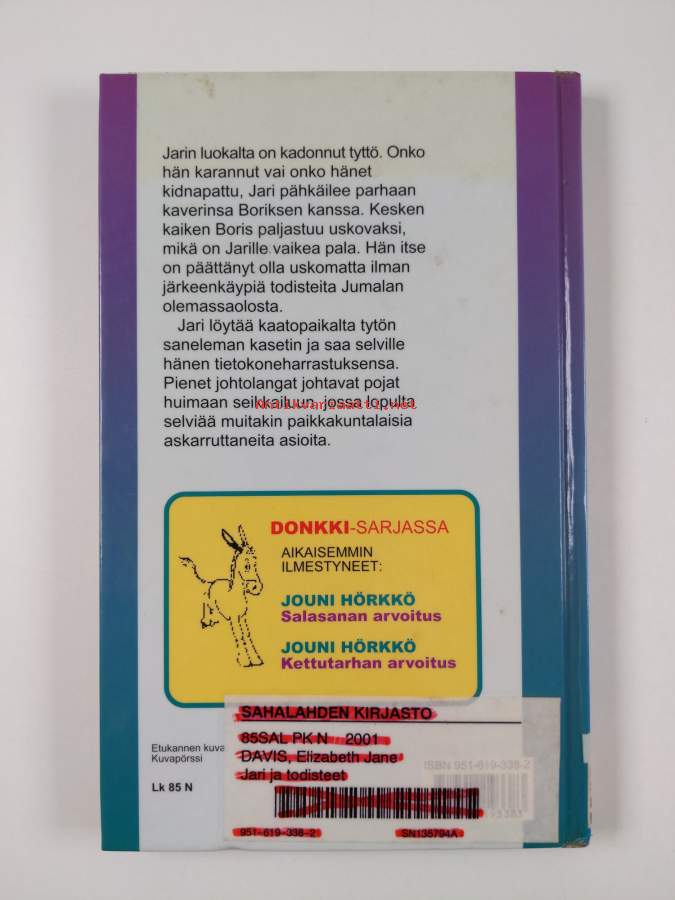 Jarin luokalta on kadonnut tyttö. Onko
hän karannut vai onko hänet
kidnapattu, Jari pähkäilee parhaan
kaverinsa Boriksen kanssa. Kesken
kaiken Boris paljastuu uskovaksi,
mikä on Jarille vaikea pala. Hän itse
on päättänyt olla uskomatta ilman
järkeenkäypiä todisteita Jumalan
olemassaolosta.
Jari löytää kaatopaikalta tytön
saneleman kasetin ja saa selville
hänen tietokoneharrastuksensa.
Pienet johtolangat johtavat pojat
huimaan seikkailuun, jossa lopulta
Antikvariaatti.net
selviää muitakin paikkakuntalaisia
askarruttaneita asioita.
DONKKI-SARJASSA
AIKAISEMMIN
ILMESTYNEET:
JOUNI HÖRKKÖ
Salasanan arvoitus
JOUNI HÖRKKÖ
Kettutarhan arvoitus
SAHALAHDEN KIRJASTO
85SAL PK N 2001
DAVIS, Elizabeth Jane
Jari ja todisteet
951-619-338-2 SN135794A
ISBN 951-619-338-2
Etukannen kuva
Kuvapörssi
Lk 85 N